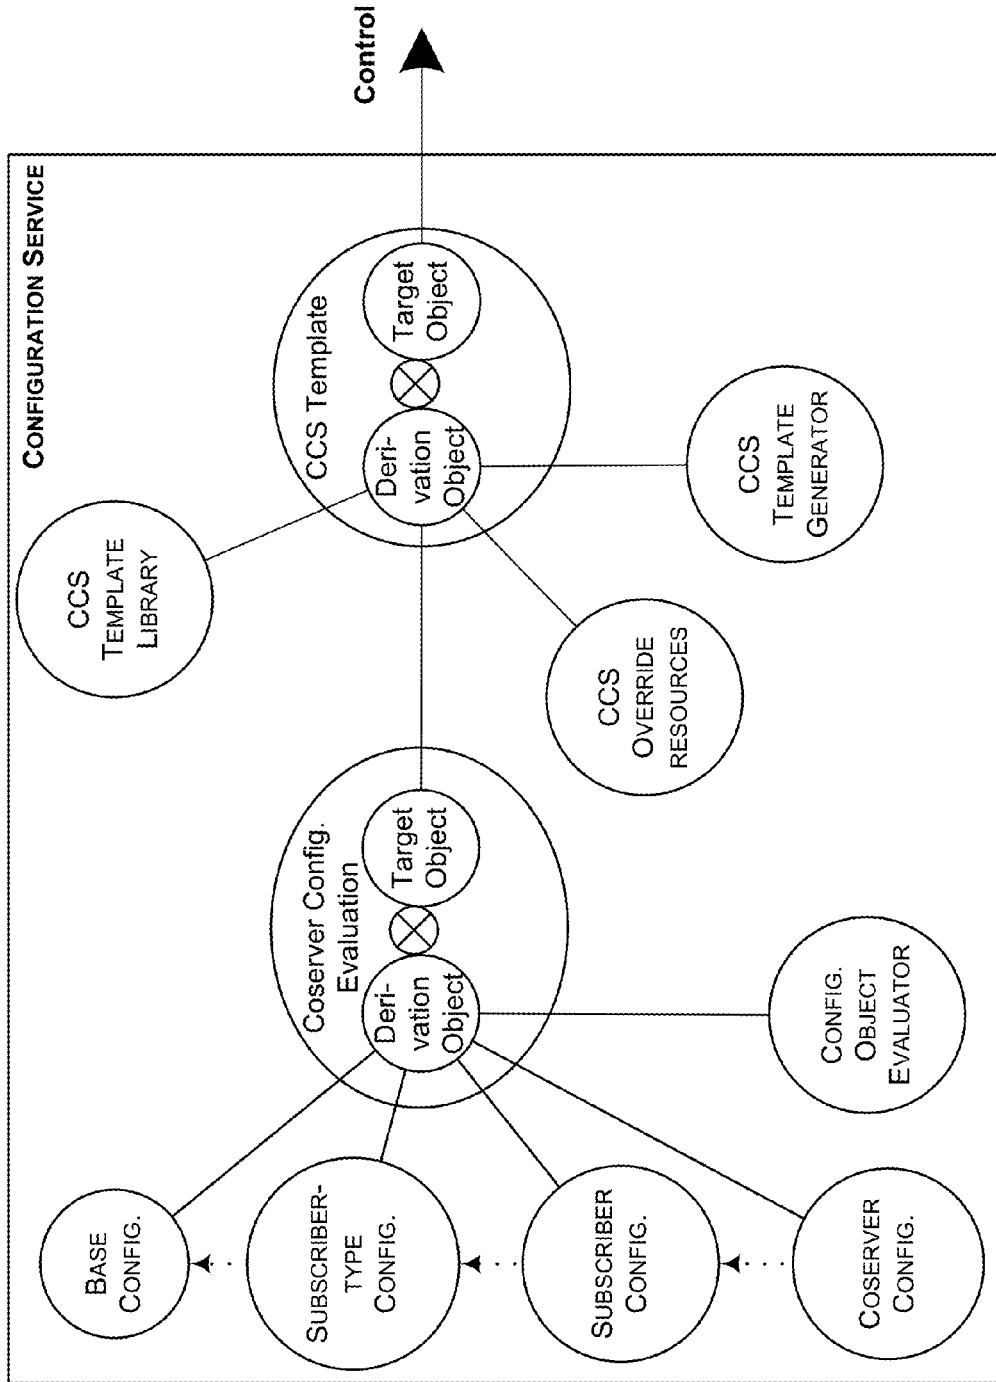 CONFIGURATION SERVICE
CCS
TEMPLATE
LIBRARY
BASE
CONFIG.
SUBSCRIBER-
TYPE
CONFIG.
SUBSCRIBER
CONFIG.
COSERVER
CONFIG.
Coserver Config.
Evaluation
Deri-
vation
Object
Target
Object
CONFIG.
OBJECT
EVALUATOR
CCS Template
Deri-
vation
Object
Target
Object
Control
CCS
OVERRIDE
RESOURCES
CCS
TEMPLATE
GENERATOR